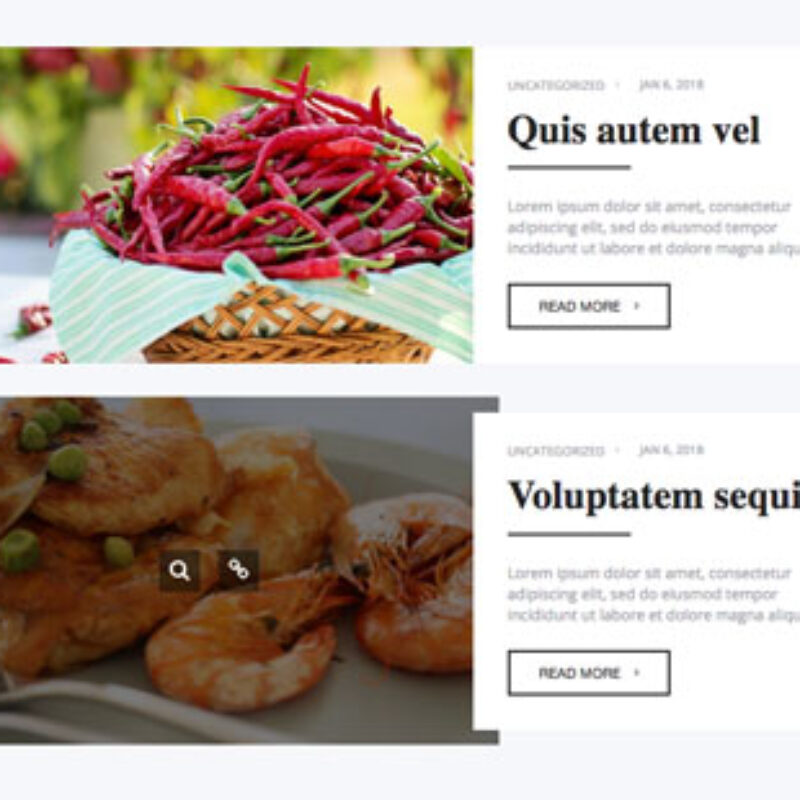 UNCATEGORIZED JAN 6, 2018
Quis autem vel
Lorem ipsum dolor sit amet, consectetur
adipiscing elit, sed do eiusmod tempor
incididunt ut labore et dolore magna aliqu
READ MORE ›
UNCATEGORIZED JAN 6, 2018
Voluptatem sequi
Lorem ipsum dolor sit amet, consectetur
adipiscing elit, sed do eiusmod tempor
incididunt ut labore et dolore magna aliqu
READ MORE ›